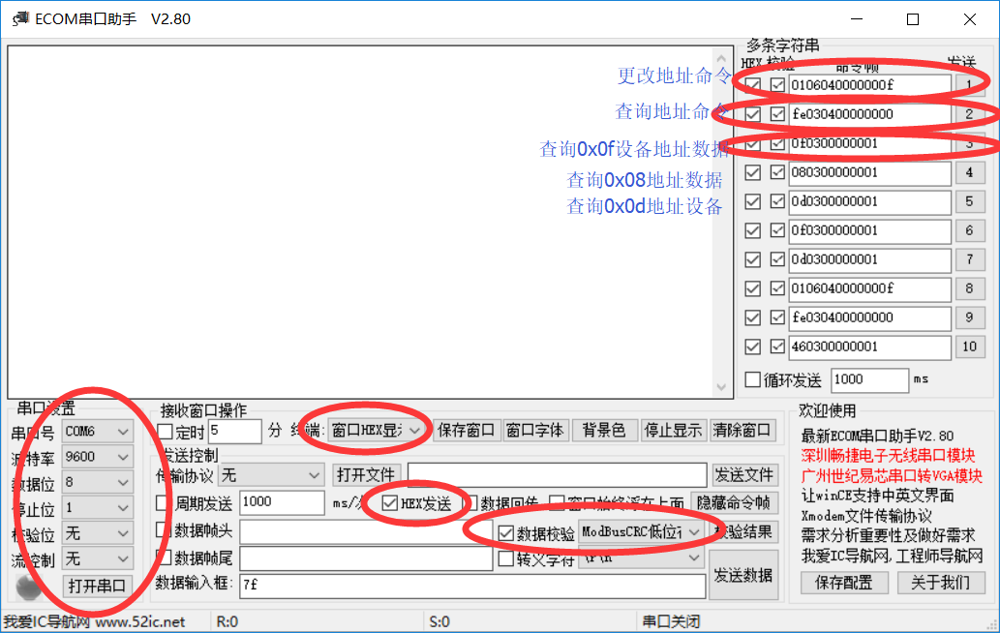 ECOM串口助手 V2.80
多条字符串
HEX 校验 命令帧 发送
更改地址命令
0106040000000f 1
查询地址命令
fe030400000000 2
查询0x0f设备地址数据
0f0300000001 3
查询0x08地址数据
080300000001 4
查询0x0d地址设备
0d0300000001 5
0f0300000001 6
0d0300000001 7
0106040000000f 8
fe030400000000 9
460300000001 10
循环发送 1000 ms
串口设置
串口号 COM6
波特率 9600
数据位 8
停止位 1
校验位 无
流控制 无
打开串口
接收窗口操作
定时 5 分 终端: 窗口HEX显 保存窗口 窗口字体 背景色 停止显示 清除窗口
发送控制
传输协议 无 打开文件 发送文件
周期发送 1000 ms/次 HEX发送 数据回传 窗口始终浮在上面 隐藏命令帧
数据帧头 数据校验 ModBusCRC低位 校验结果
数据帧尾 转义字符 \r\n
数据输入框: 7f 发送数据
欢迎使用
最新ECOM串口助手V2.80
深圳畅捷电子无线串口模块
广州世纪易芯串口转VGA模块
让winCE支持中英文界面
Xmodem文件传输协议
需求分析重要性及做好需求
我爱IC导航网,工程师导航网
保存配置 关于我们
我爱IC导航网 www.52ic.net R:0 S:0 串口关闭